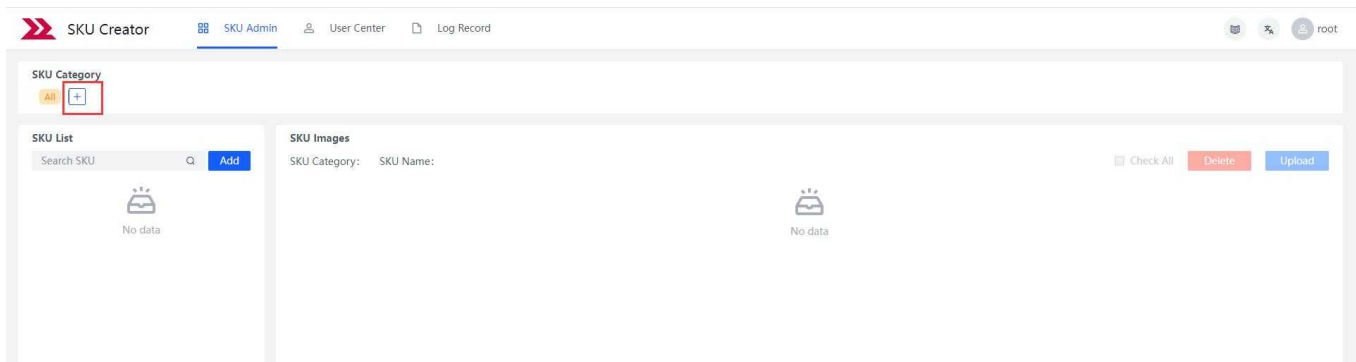 SKU Creator SKU Admin User Center Log Record root
SKU Category
All +
SKU List
Search SKU Add
No data
SKU Images
SKU Category: SKU Name: Check All Delete Upload
No data